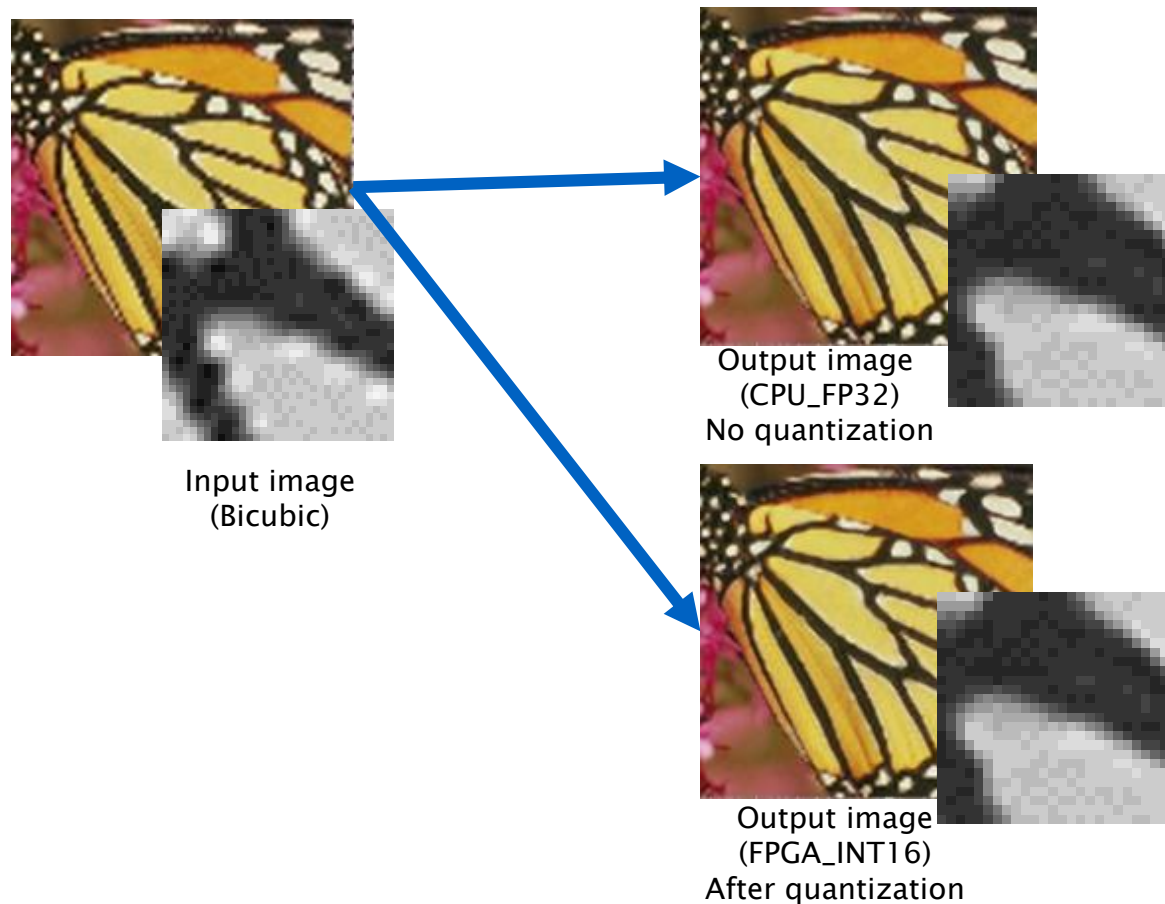 Output image
(CPU_FP32)
No quantization
Input image
(Bicubic)
Output image
(FPGA_INT16)
After quantization